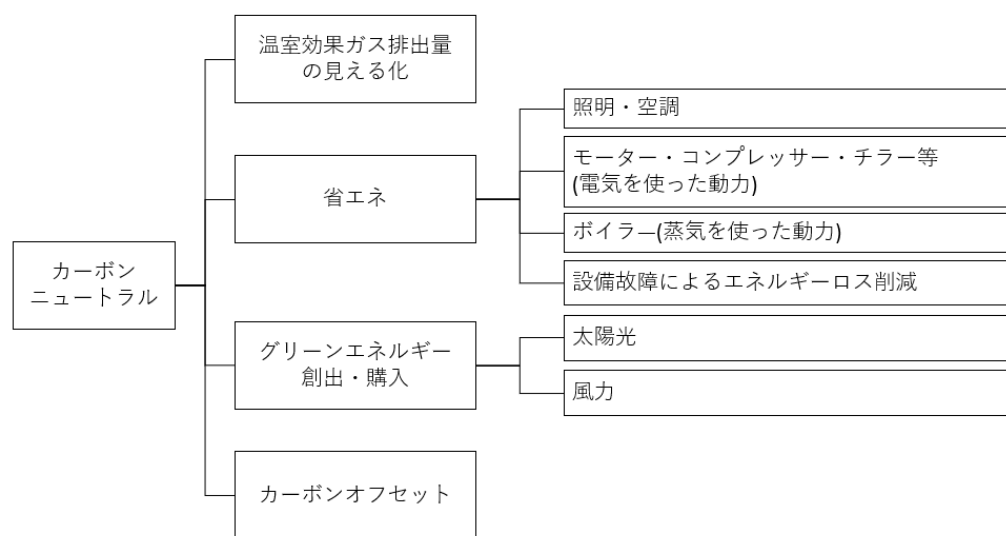 カーボン
ニュートラル
温室効果ガス排出量
の見える化
省エネ
照明・空調
モーター・コンプレッサー・チラー等
(電気を使った動力)
ボイラ―(蒸気を使った動力)
設備故障によるエネルギーロス削減
グリーンエネルギー
創出・購入
太陽光
風力
カーボンオフセット